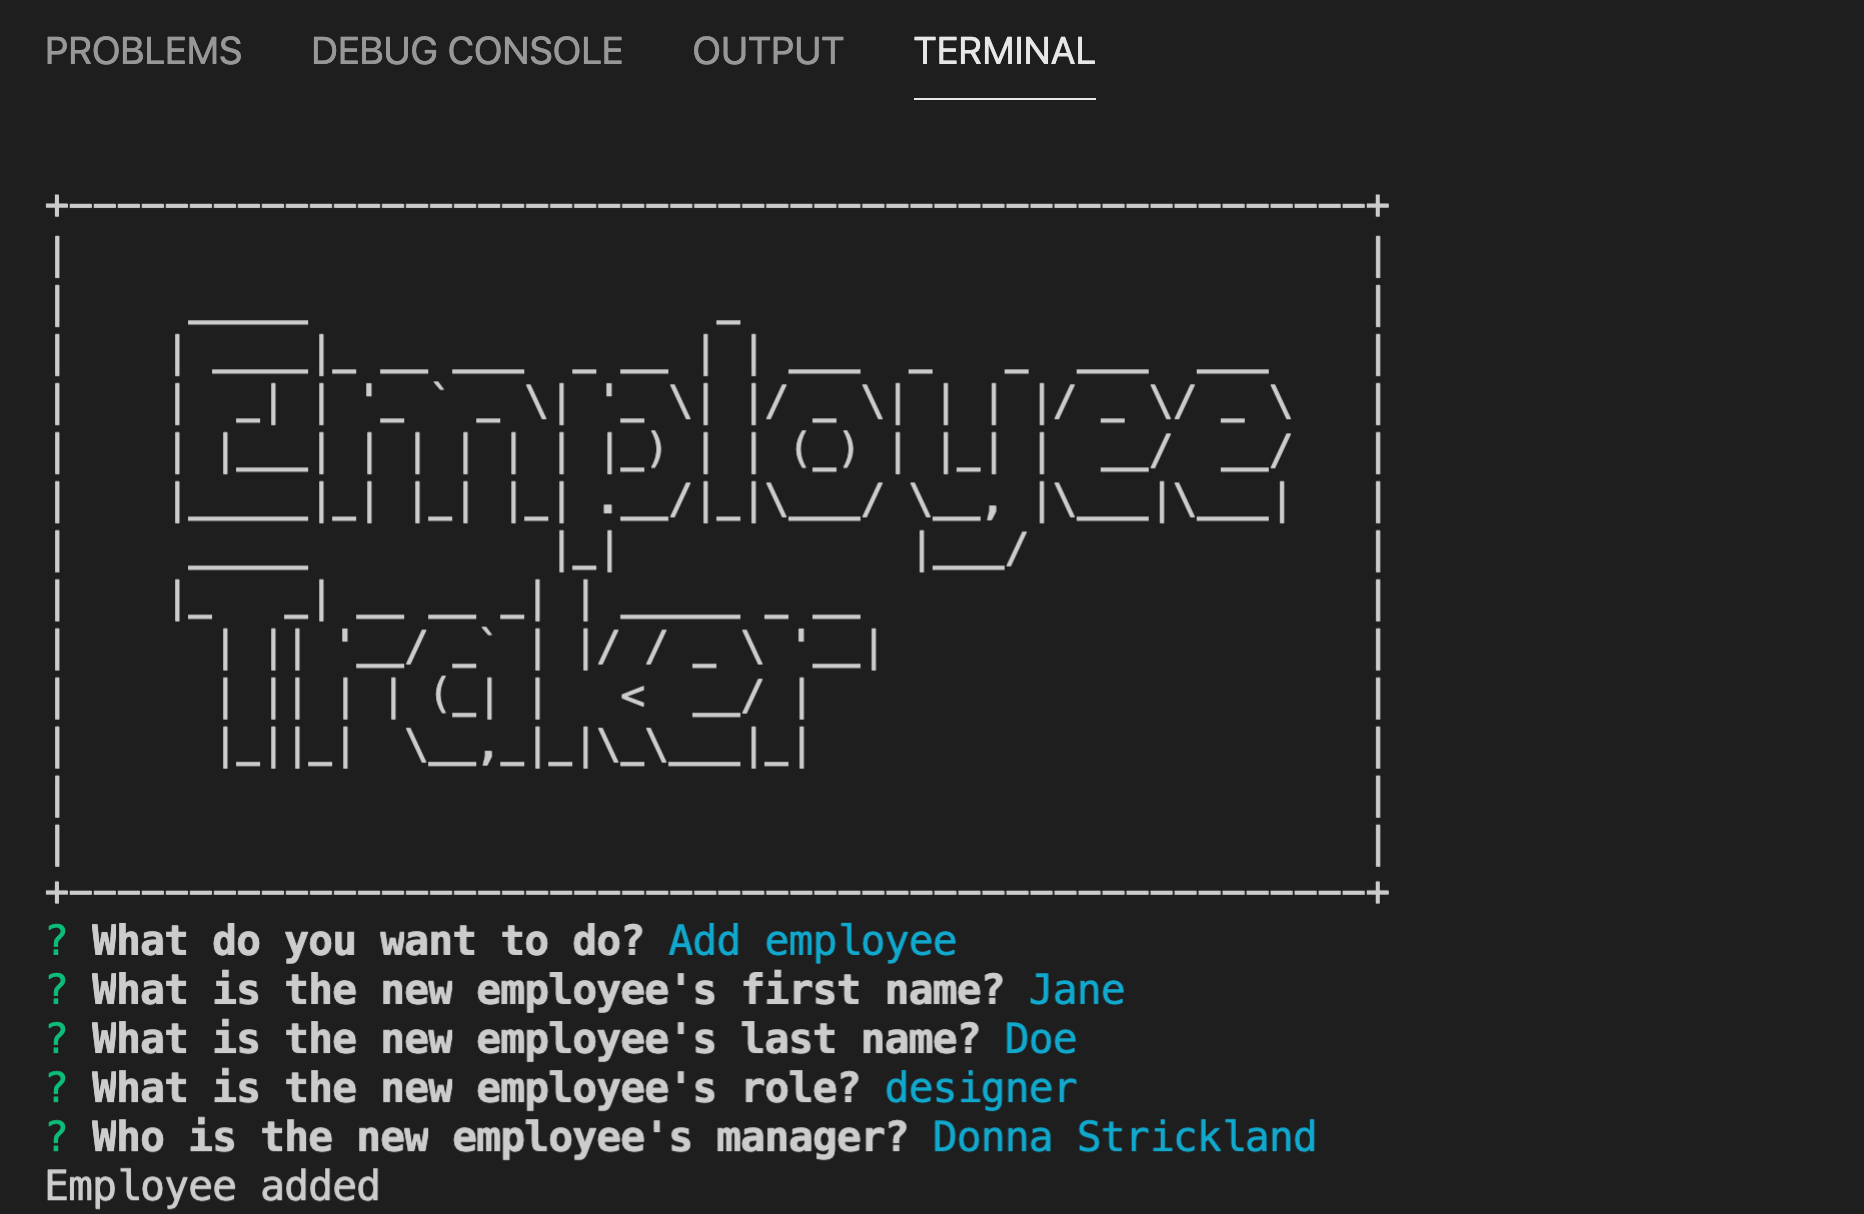 PROBLEMS DEBUG CONSOLE OUTPUT TERMINAL
Employee
Traker
? What do you want to do? Add employee
? What is the new employee's first name? Jane
? What is the new employee's last name? Doe
? What is the new employee's role? designer
? Who is the new employee's manager? Donna Strickland
Employee added